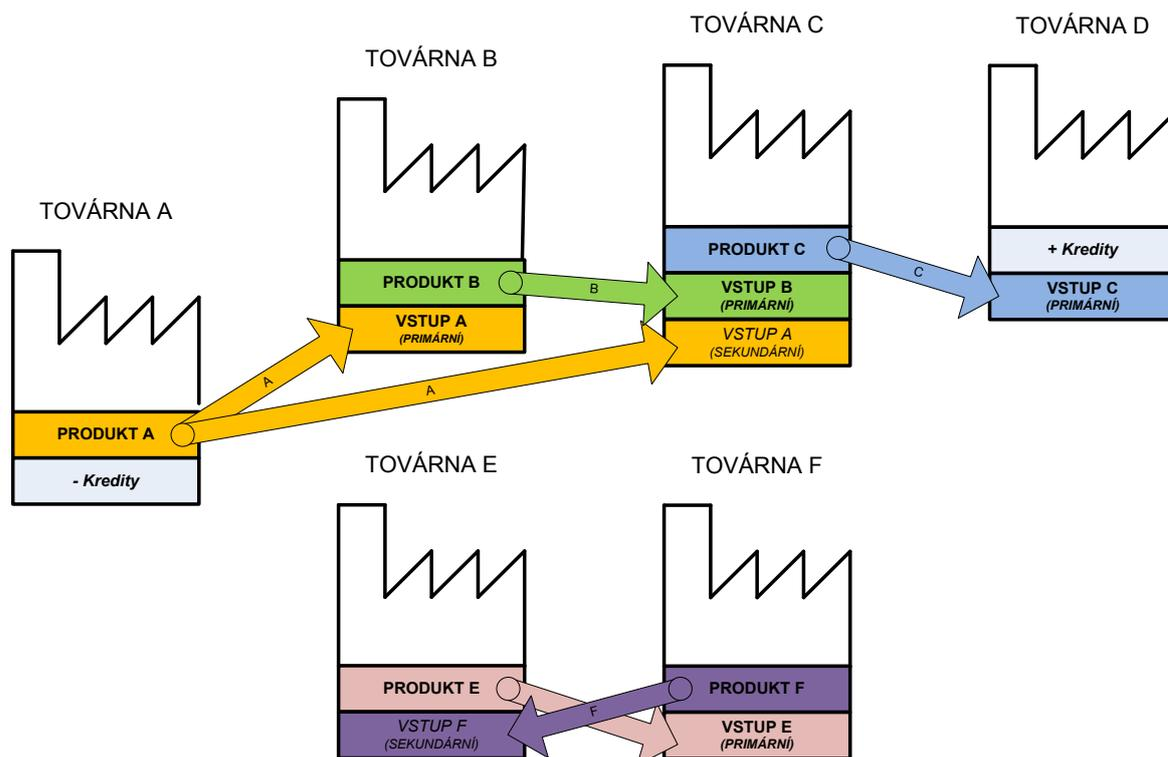 TOVÁRNA A
PRODUKT A
- Kredity
A
A
TOVÁRNA B
PRODUKT B
VSTUP A
(PRIMÁRNÍ)
B
TOVÁRNA C
PRODUKT C
VSTUP B
(PRIMÁRNÍ)
VSTUP A
(SEKUNDÁRNÍ)
C
TOVÁRNA D
+ Kredity
VSTUP C
(PRIMÁRNÍ)
TOVÁRNA E
PRODUKT E
VSTUP F
(SEKUNDÁRNÍ)
F
TOVÁRNA F
PRODUKT F
VSTUP E
(PRIMÁRNÍ)